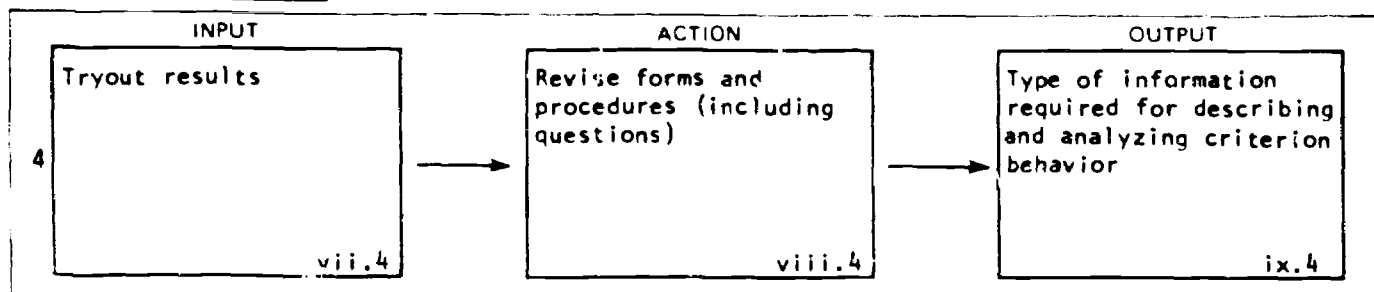 INPUT
ACTION
OUTPUT
4
Tryout results
vii.4
Revise forms and
procedures (including
questions)
viii.4
Type of information
required for describing
and analyzing criterion
behavior
ix.4